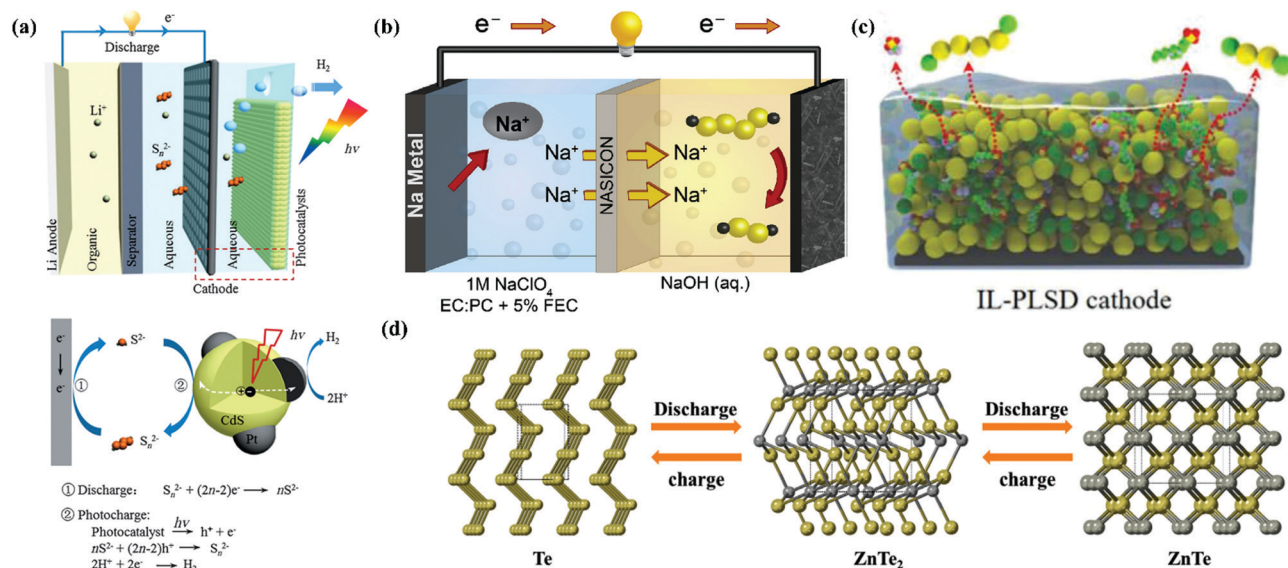 (a)
e⁻
Discharge
H₂
Li⁺
Sₙ²⁻
hv
Li Anode
Organic
Separator
Aqueous
Aqueous
Photocatalysts
Cathode
e⁻
e⁻
S²⁻
①
②
Sₙ²⁻
hv
H₂
2H⁺
CdS
Pt
① Discharge: Sₙ²⁻ + (2n-2)e⁻ → nS²⁻
② Photocharge:
Photocatalyst hv→ h⁺ + e⁻
nS²⁻ + (2n-2)h⁺ → Sₙ²⁻
2H⁺ + 2e⁻ → H₂
(b)
e⁻ e⁻
Na Metal
Na⁺
NASICON
Na⁺ Na⁺
Na⁺ Na⁺
1M NaClO₄
EC:PC + 5% FEC
NaOH (aq.)
(c)
IL-PLSD cathode
(d)
Discharge
charge
Discharge
charge
Te
ZnTe₂
ZnTe